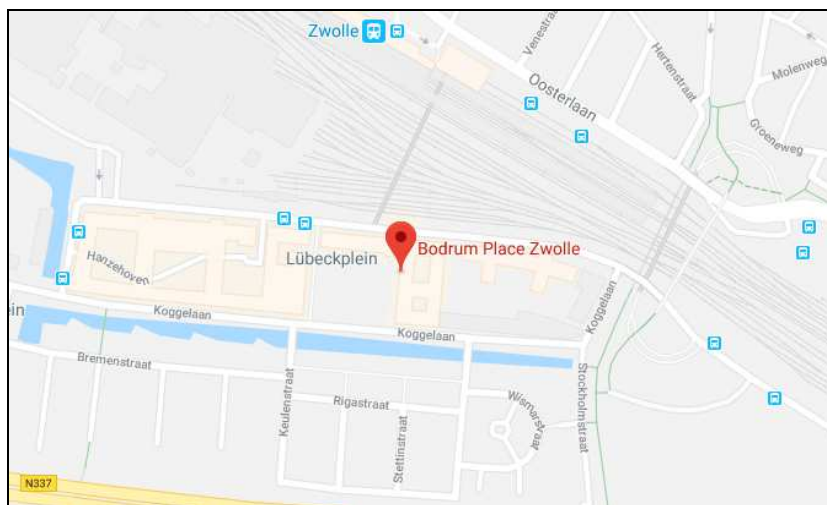 Zwolle
Venestraat
Hertenstraat
Molenweg
Oosterlaan
Groeneweg
Bodrum Place Zwolle
Lübeckplein
Hanzehoven
ein
Koggelaan
Koggelaan
Koggelaan
Bremenstraat
Keulenstraat
Rigastraat
Stettinstraat
Wismarstraat
Stockholmstraat
N337